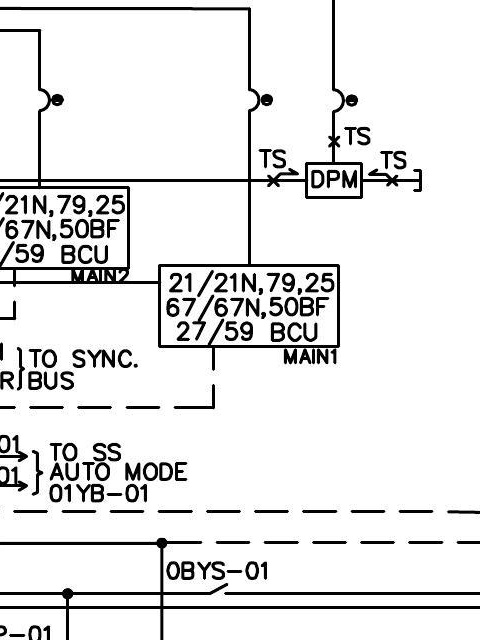 TS
TS
TS
DPM
/21N,79,25
/67N,50BF
/59 BCU
MAIN2
21/21N,79,25
67/67N,50BF
27/59 BCU
MAIN1
TO SYNC.
R BUS
01
TO SS
01
AUTO MODE
01YB-01
0BYS-01
P-01